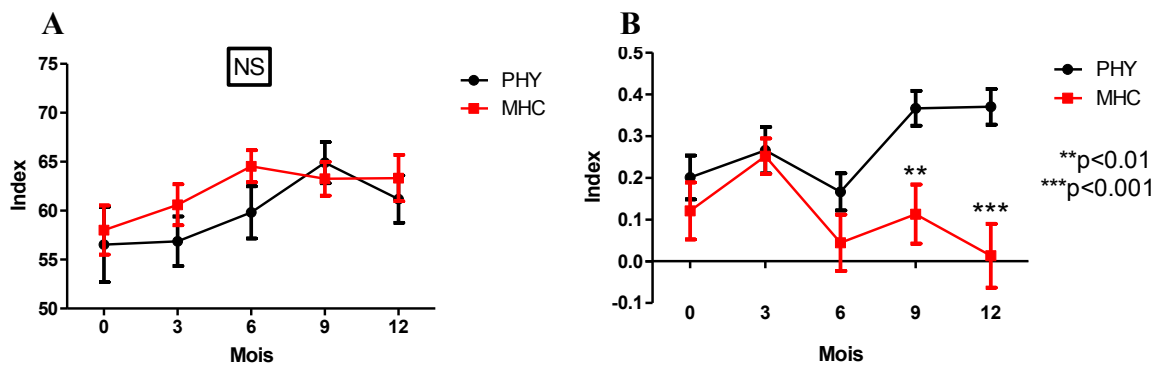 A
NS
Index
75
70
65
60
55
50
0 3 6 9 12
Mois
PHY
MHC
B
Index
0.5
0.4
0.3
0.2
0.1
0.0
-0.1
**
***
0 3 6 9 12
Mois
PHY
MHC
**p<0.01
***p<0.001